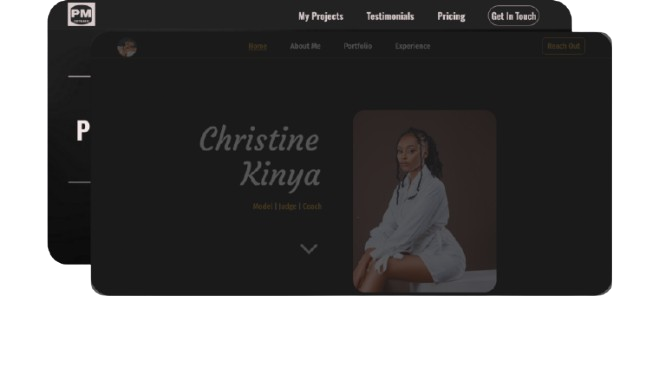 PM
My Projects Testimonials Pricing Get In Touch
Home About Me Portfolio Experience Reach Out
P
Christine
Kinya
Model | Judge | Coach